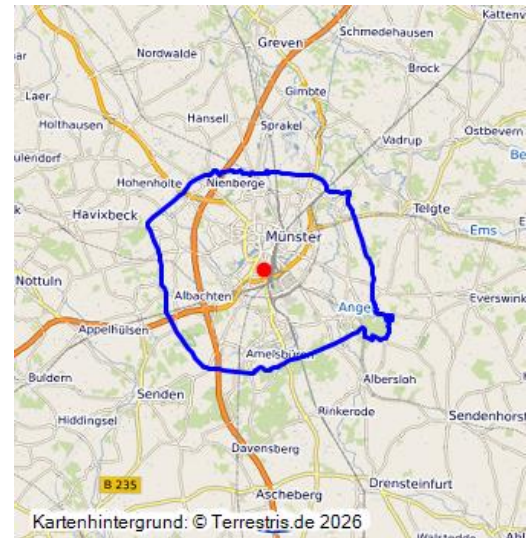 Kattenv
Schmedehausen
Greven
Nordwalde
Brock
Laer
Gimbte
Hansell
Holthausen
Sprakel
Ostbevern
Vadrup
ulendorf
Be
Hohenholte
Nienberge
Telgte
Havixbeck
Ems
Münster
Nottuln
Albachten
Everswink
Ange
Appelhülsen
Amelsbüren
Buldern
Albersloh
Senden
Rinkerode
Hiddingsel
Sendenhorst
Davensberg
B 235
Drensteinfurt
Ascheberg
Kartenhintergrund: © Terrestris.de 2026
Walstedde